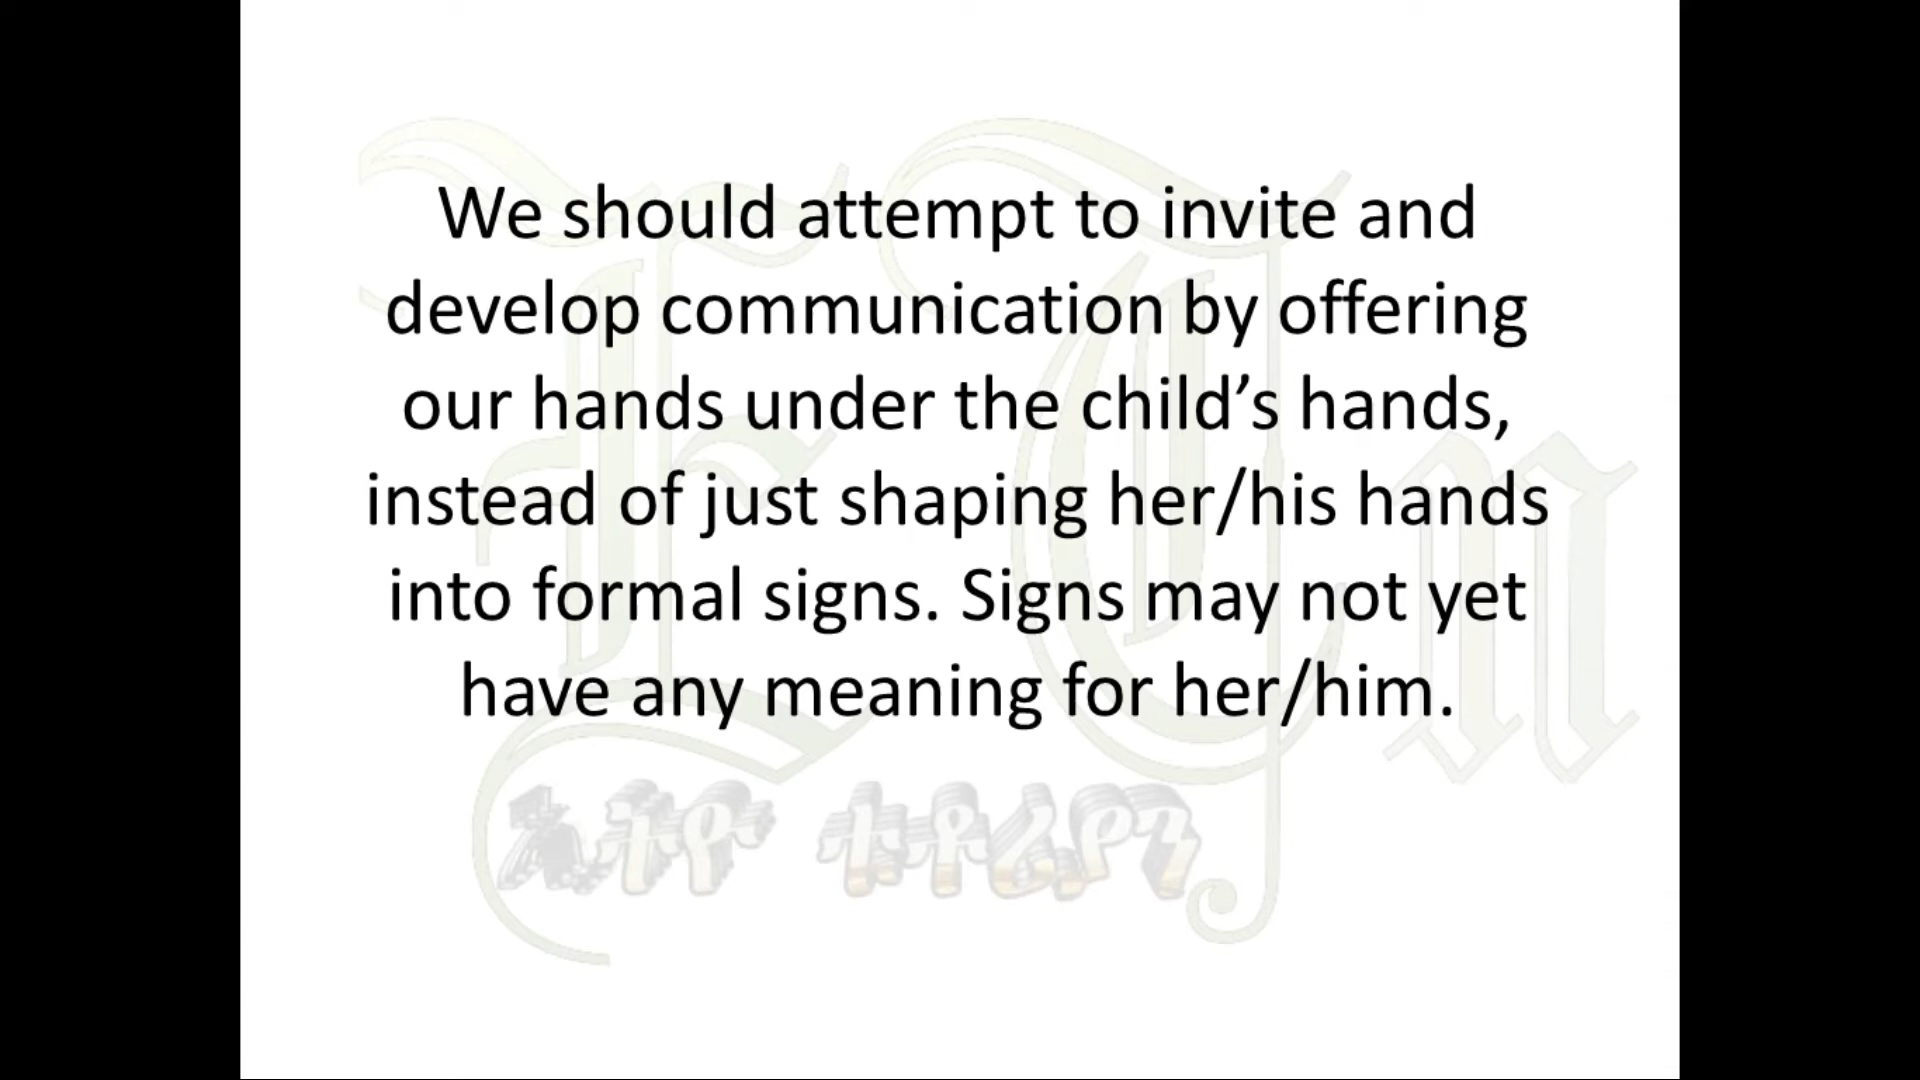 We should attempt to invite and
develop communication by offering
our hands under the child’s hands,
instead of just shaping her/his hands
into formal signs. Signs may not yet
have any meaning for her/him.